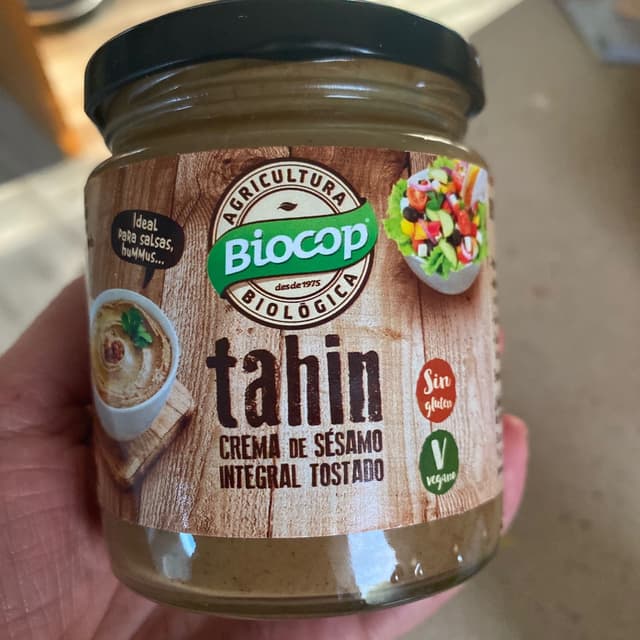 AGRICULTURA
Biocop®
desde 1975
BIOLÓGICA
Ideal
para salsas,
hummus...
tahin
CREMA DE SÉSAMO
INTEGRAL TOSTADO
Sin
gluten
V
vegano